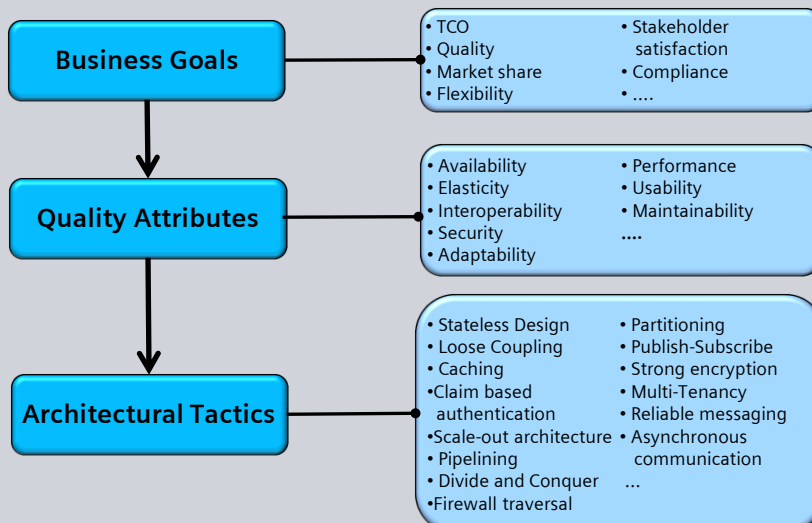 Business Goals
• TCO
• Quality
• Market share
• Flexibility
• Stakeholder
satisfaction
• Compliance
• ....
Quality Attributes
• Availability
• Elasticity
• Interoperability
• Security
• Adaptability
• Performance
• Usability
• Maintainability
....
Architectural Tactics
• Stateless Design
• Loose Coupling
• Caching
•Claim based
authentication
•Scale-out architecture
• Pipelining
• Divide and Conquer
•Firewall traversal
• Partitioning
• Publish-Subscribe
• Strong encryption
• Multi-Tenancy
• Reliable messaging
• Asynchronous
communication
...